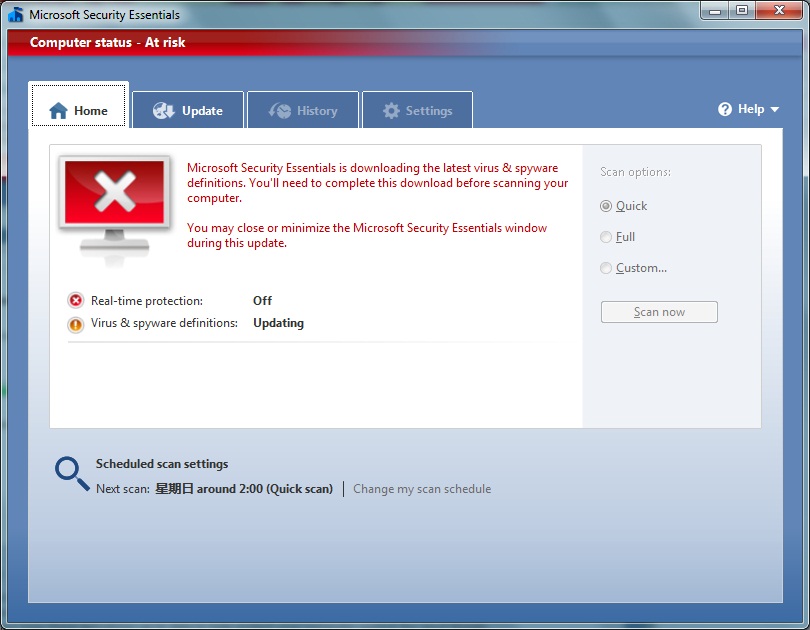 Microsoft Security Essentials
Computer status - At risk
Home
Update
History
Settings
Help
Microsoft Security Essentials is downloading the latest virus & spyware
definitions. You'll need to complete this download before scanning your
computer.
You may close or minimize the Microsoft Security Essentials window
during this update.
Real-time protection: Off
Virus & spyware definitions: Updating
Scan options:
Quick
Full
Custom...
Scan now
Scheduled scan settings
Next scan: 星期日 around 2:00 (Quick scan) | Change my scan schedule